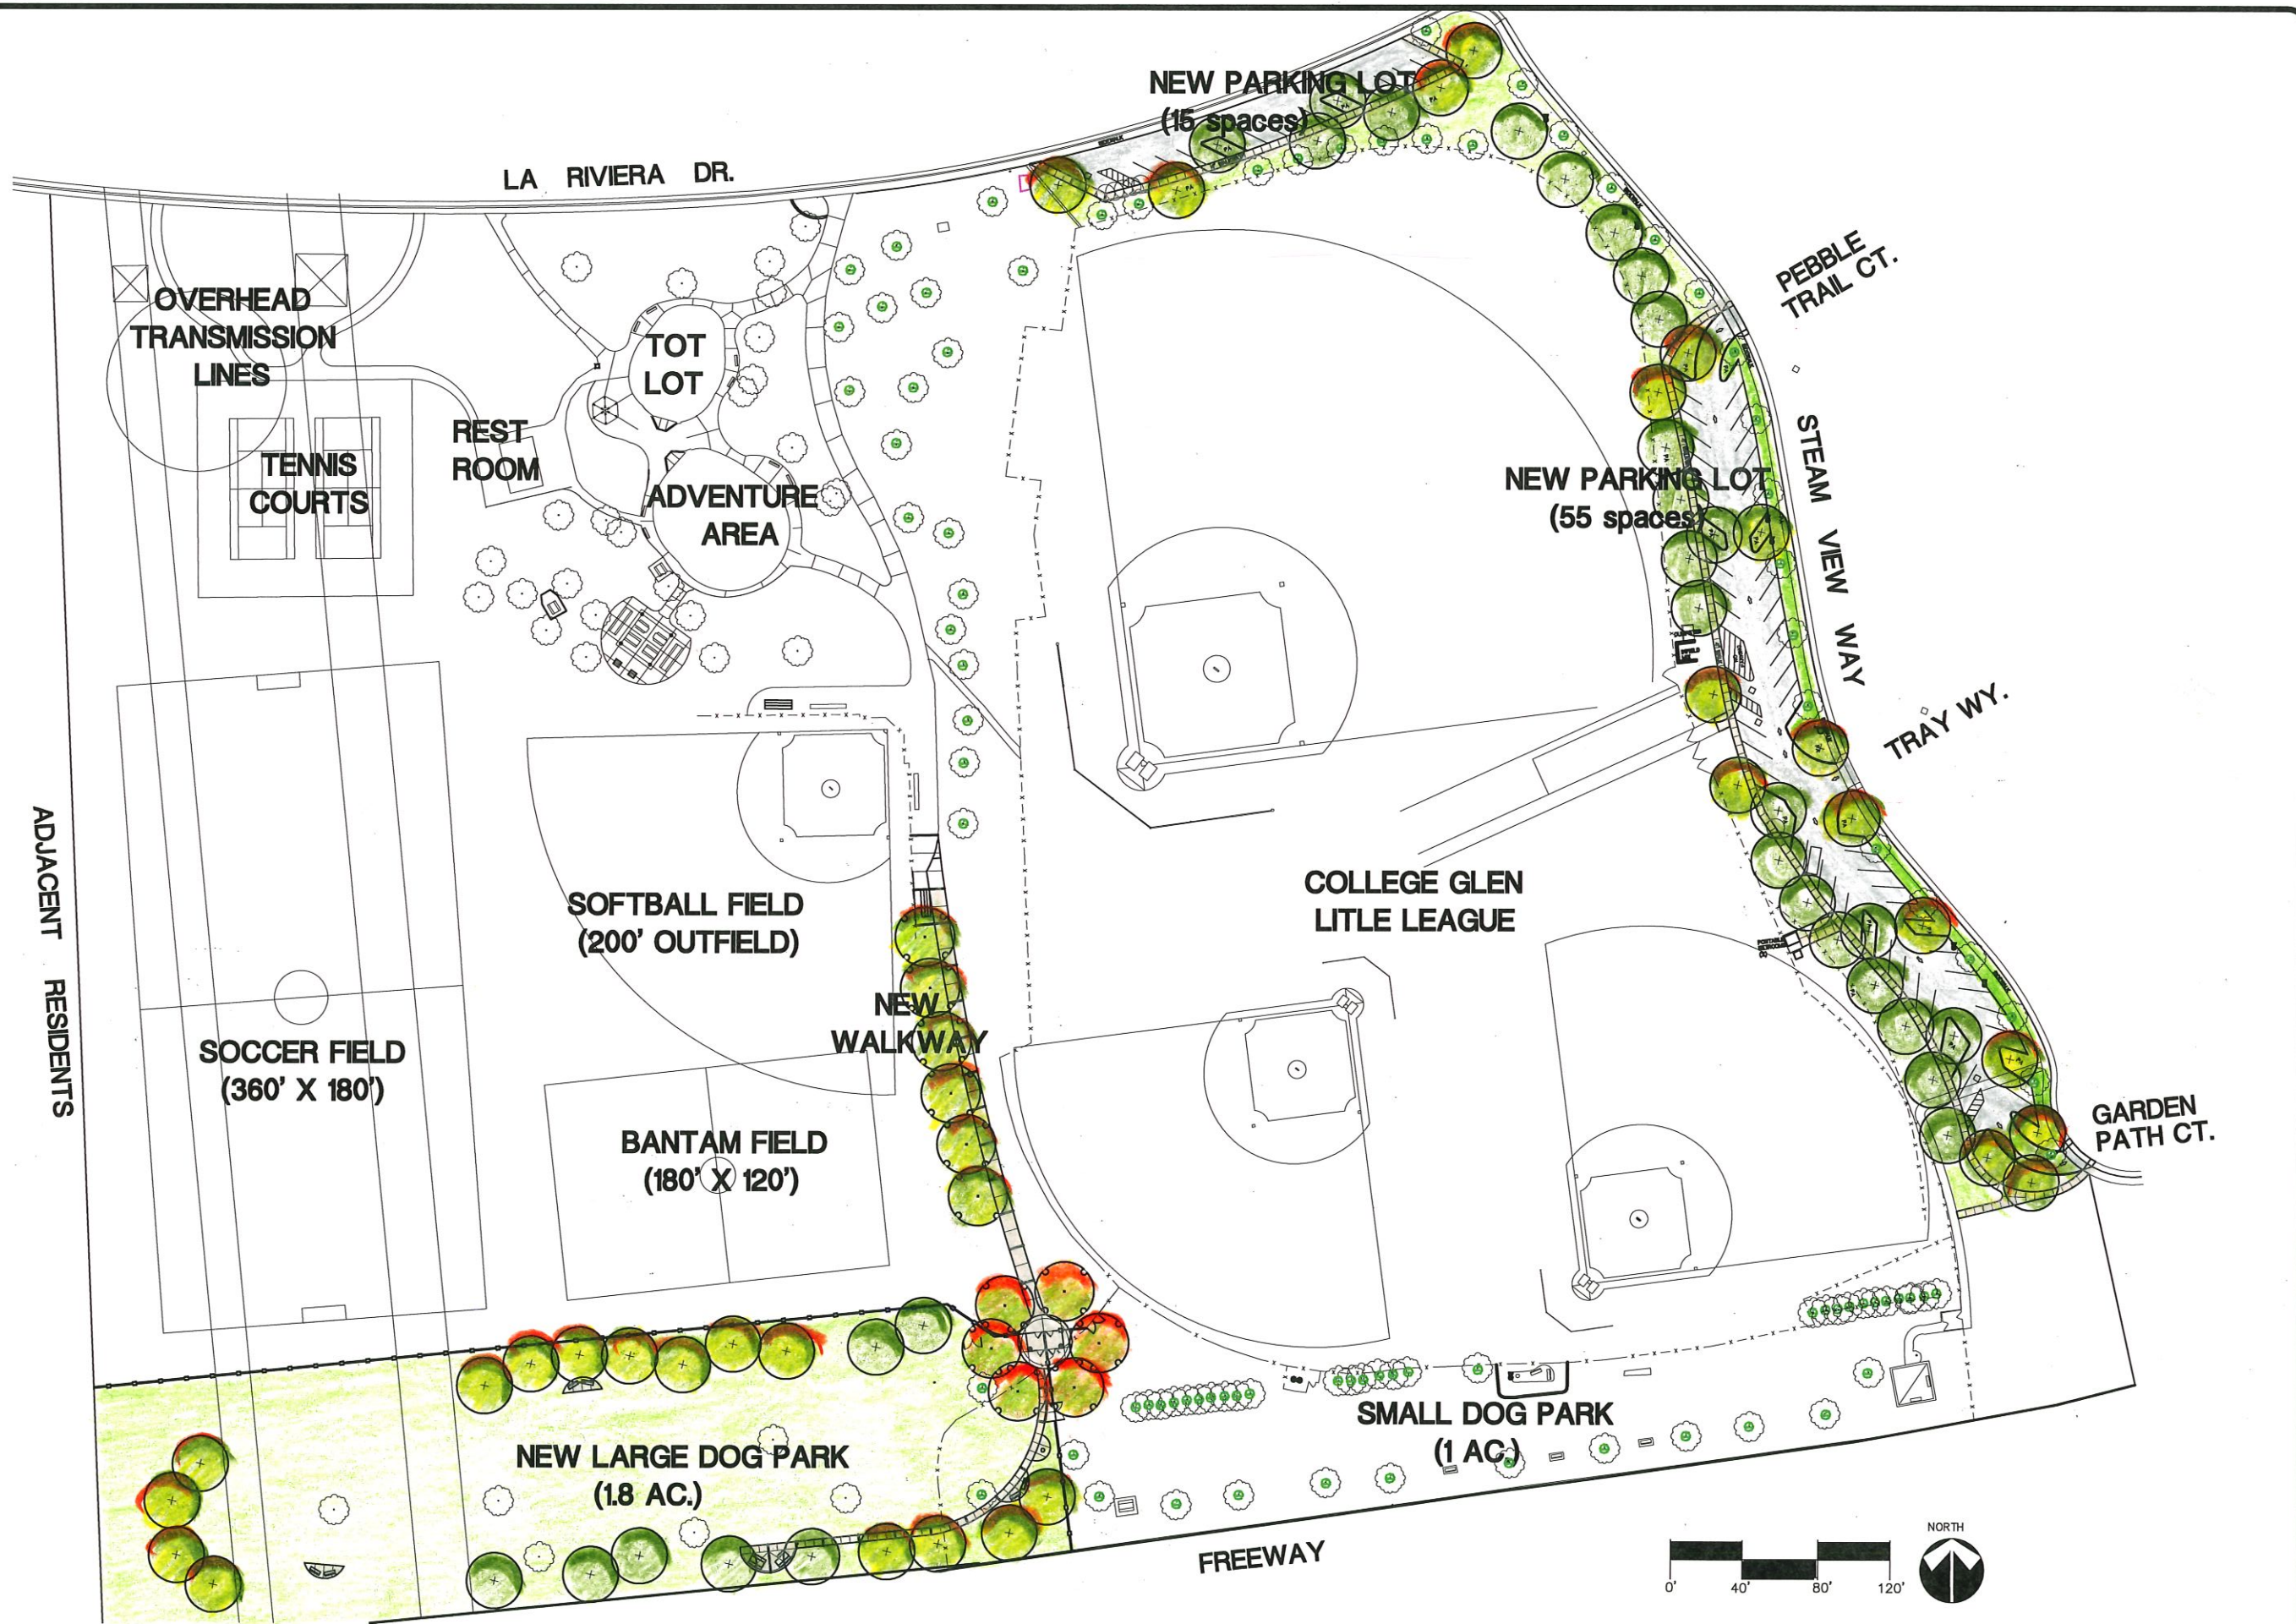 NEW PARKING LOT
(15 spaces)
LA RIVIERA DR.
PEBBLE
TRAIL CT.
OVERHEAD
TRANSMISSION
LINES
TOT
LOT
REST
ROOM
TENNIS
COURTS
ADVENTURE
AREA
NEW PARKING LOT
(55 spaces)
STEAM VIEW WAY
TRAY WY.
ADJACENT RESIDENTS
SOFTBALL FIELD
(200' OUTFIELD)
COLLEGE GLEN
LITLE LEAGUE
NEW
WALKWAY
SOCCER FIELD
(360' X 180')
BANTAM FIELD
(180' X 120')
GARDEN
PATH CT.
SMALL DOG PARK
(1 AC.)
NEW LARGE DOG PARK
(1.8 AC.)
FREEWAY
NORTH
0' 40' 80' 120'